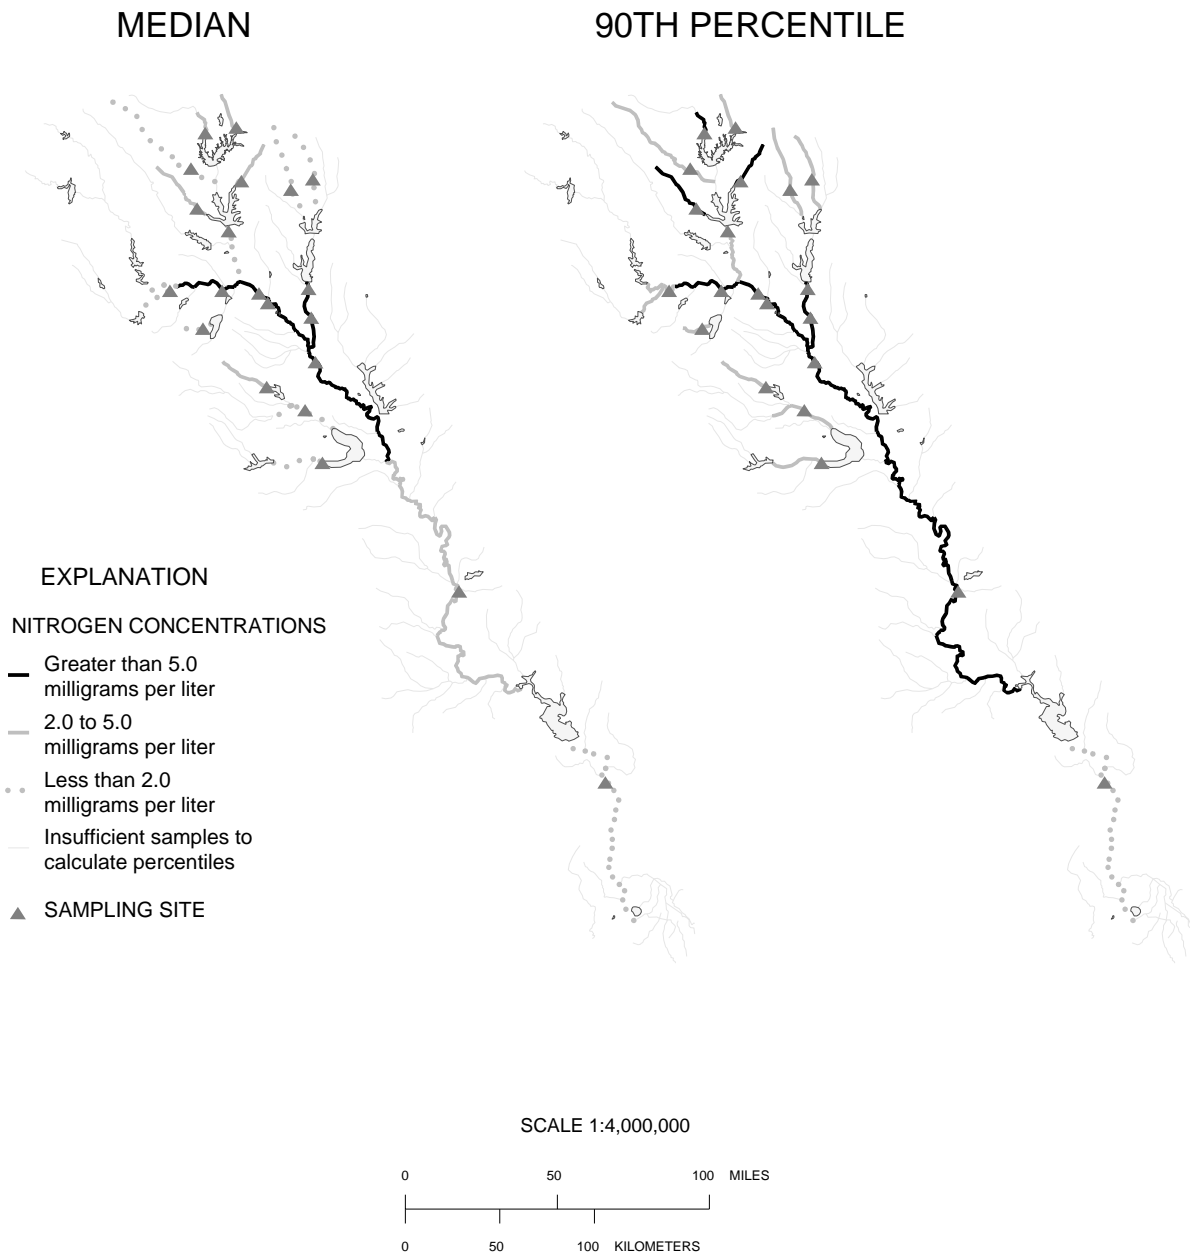 MEDIAN
90TH PERCENTILE
EXPLANATION
NITROGEN CONCENTRATIONS
Greater than 5.0
milligrams per liter
2.0 to 5.0
milligrams per liter
Less than 2.0
milligrams per liter
Insufficient samples to
calculate percentiles
SAMPLING SITE
SCALE 1:4,000,000
0 50 100 MILES
0 50 100 KILOMETERS